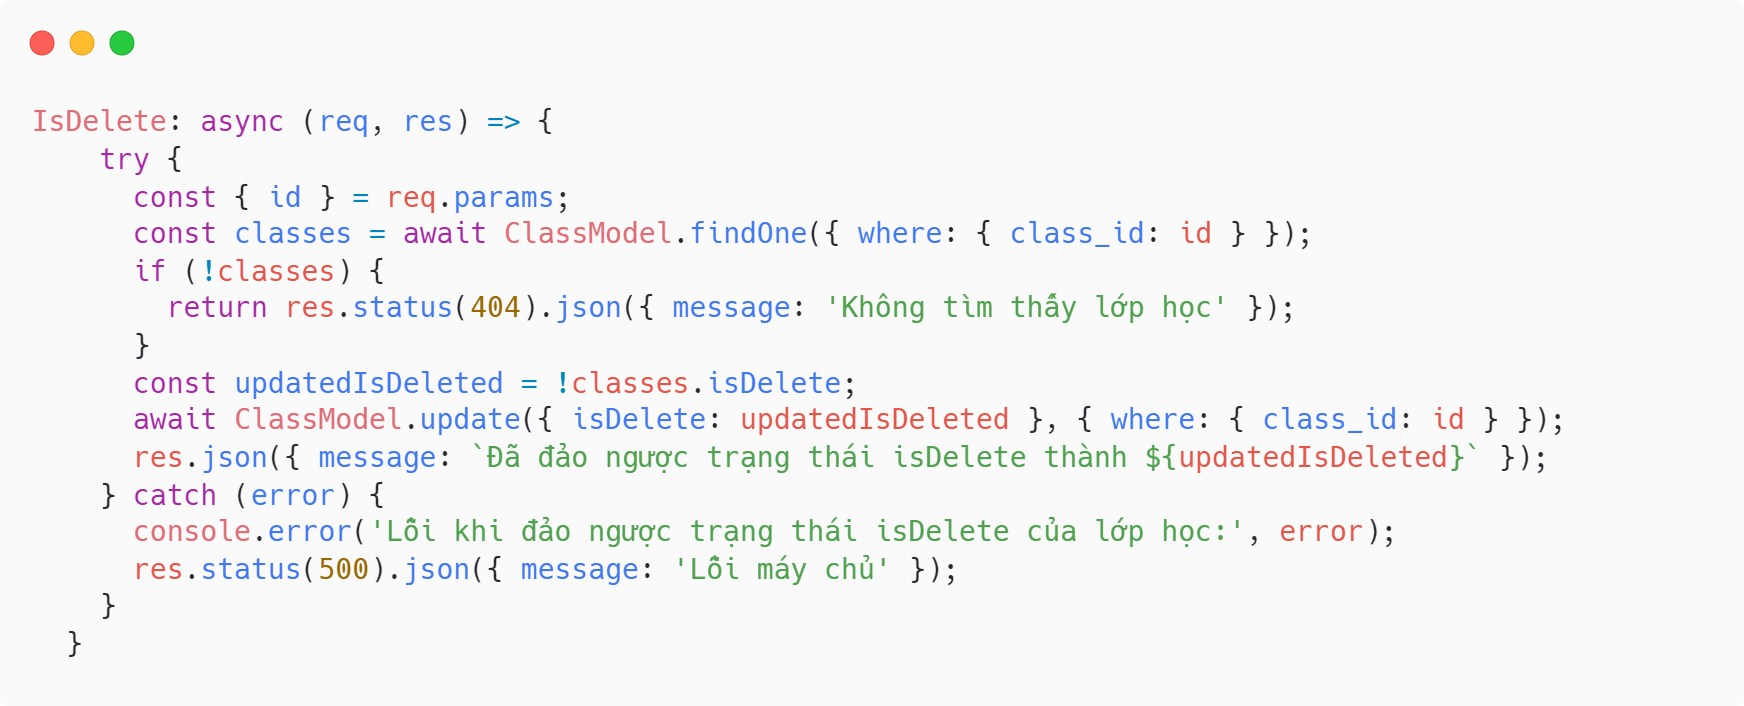 IsDelete: async (req, res) => {
    try {
      const { id } = req.params;
      const classes = await ClassModel.findOne({ where: { class_id: id } });
      if (!classes) {
        return res.status(404).json({ message: 'Không tìm thấy lớp học' });
      }
      const updatedIsDeleted = !classes.isDelete;
      await ClassModel.update({ isDelete: updatedIsDeleted }, { where: { class_id: id } });
      res.json({ message: `Đã đảo ngược trạng thái isDelete thành ${updatedIsDeleted}` });
    } catch (error) {
      console.error('Lỗi khi đảo ngược trạng thái isDelete của lớp học:', error);
      res.status(500).json({ message: 'Lỗi máy chủ' });
    }
  }